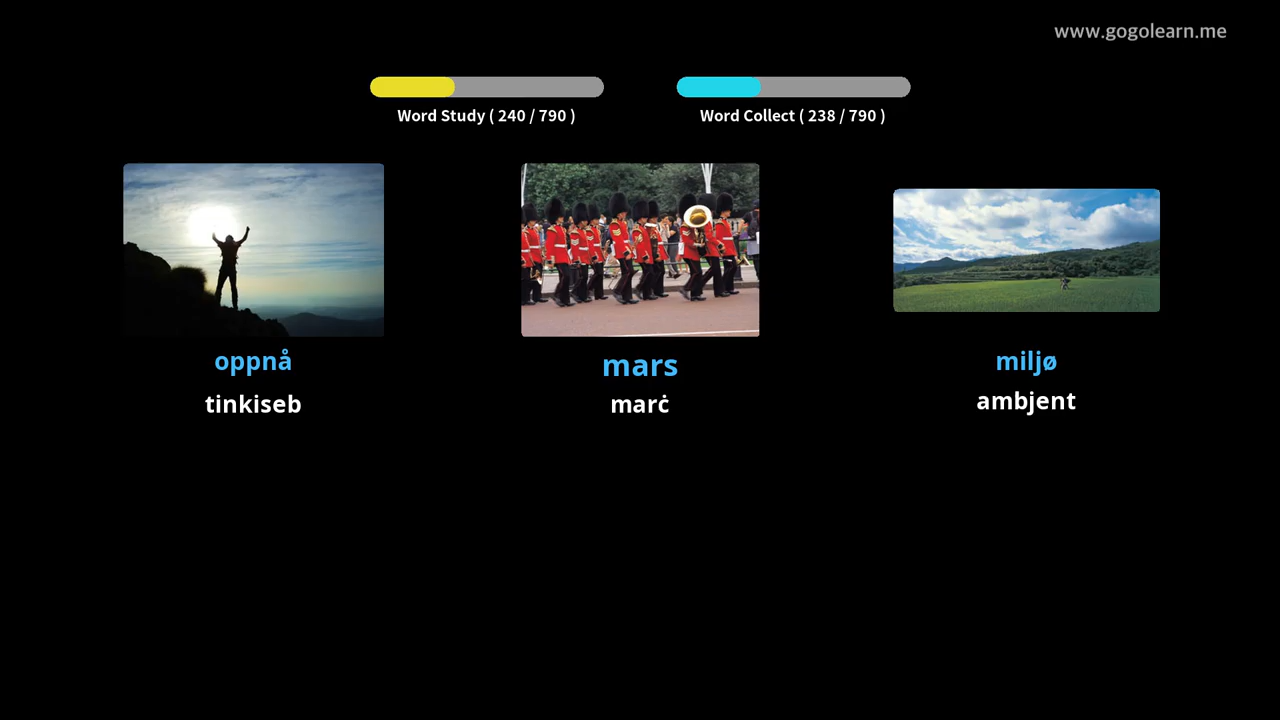 www.gogolearn.me
Word Study ( 240 / 790 )
Word Collect ( 238 / 790 )
oppnå
mars
miljø
tinkiseb
marċ
ambjent